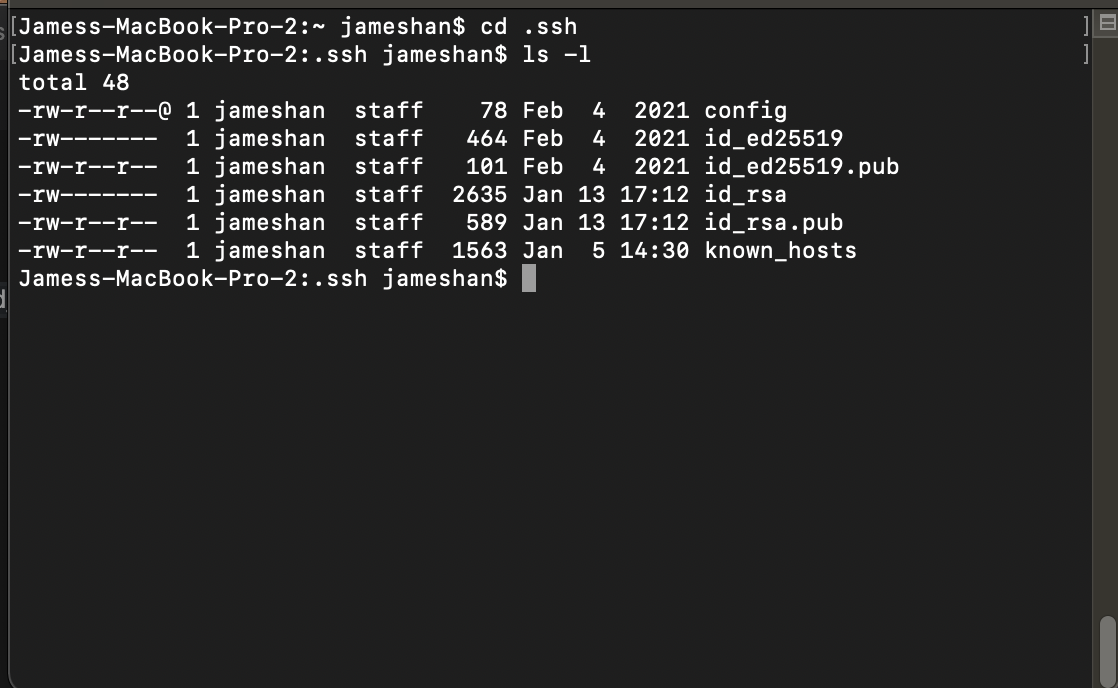 [Jamess-MacBook-Pro-2:~ jameshan$ cd .ssh ]
[Jamess-MacBook-Pro-2:.ssh jameshan$ ls -l ]
total 48
-rw-r--r--@ 1 jameshan  staff    78 Feb  4  2021 config
-rw-------  1 jameshan  staff   464 Feb  4  2021 id_ed25519
-rw-r--r--  1 jameshan  staff   101 Feb  4  2021 id_ed25519.pub
-rw-------  1 jameshan  staff  2635 Jan 13 17:12 id_rsa
-rw-r--r--  1 jameshan  staff   589 Jan 13 17:12 id_rsa.pub
-rw-r--r--  1 jameshan  staff  1563 Jan  5 14:30 known_hosts
Jamess-MacBook-Pro-2:.ssh jameshan$